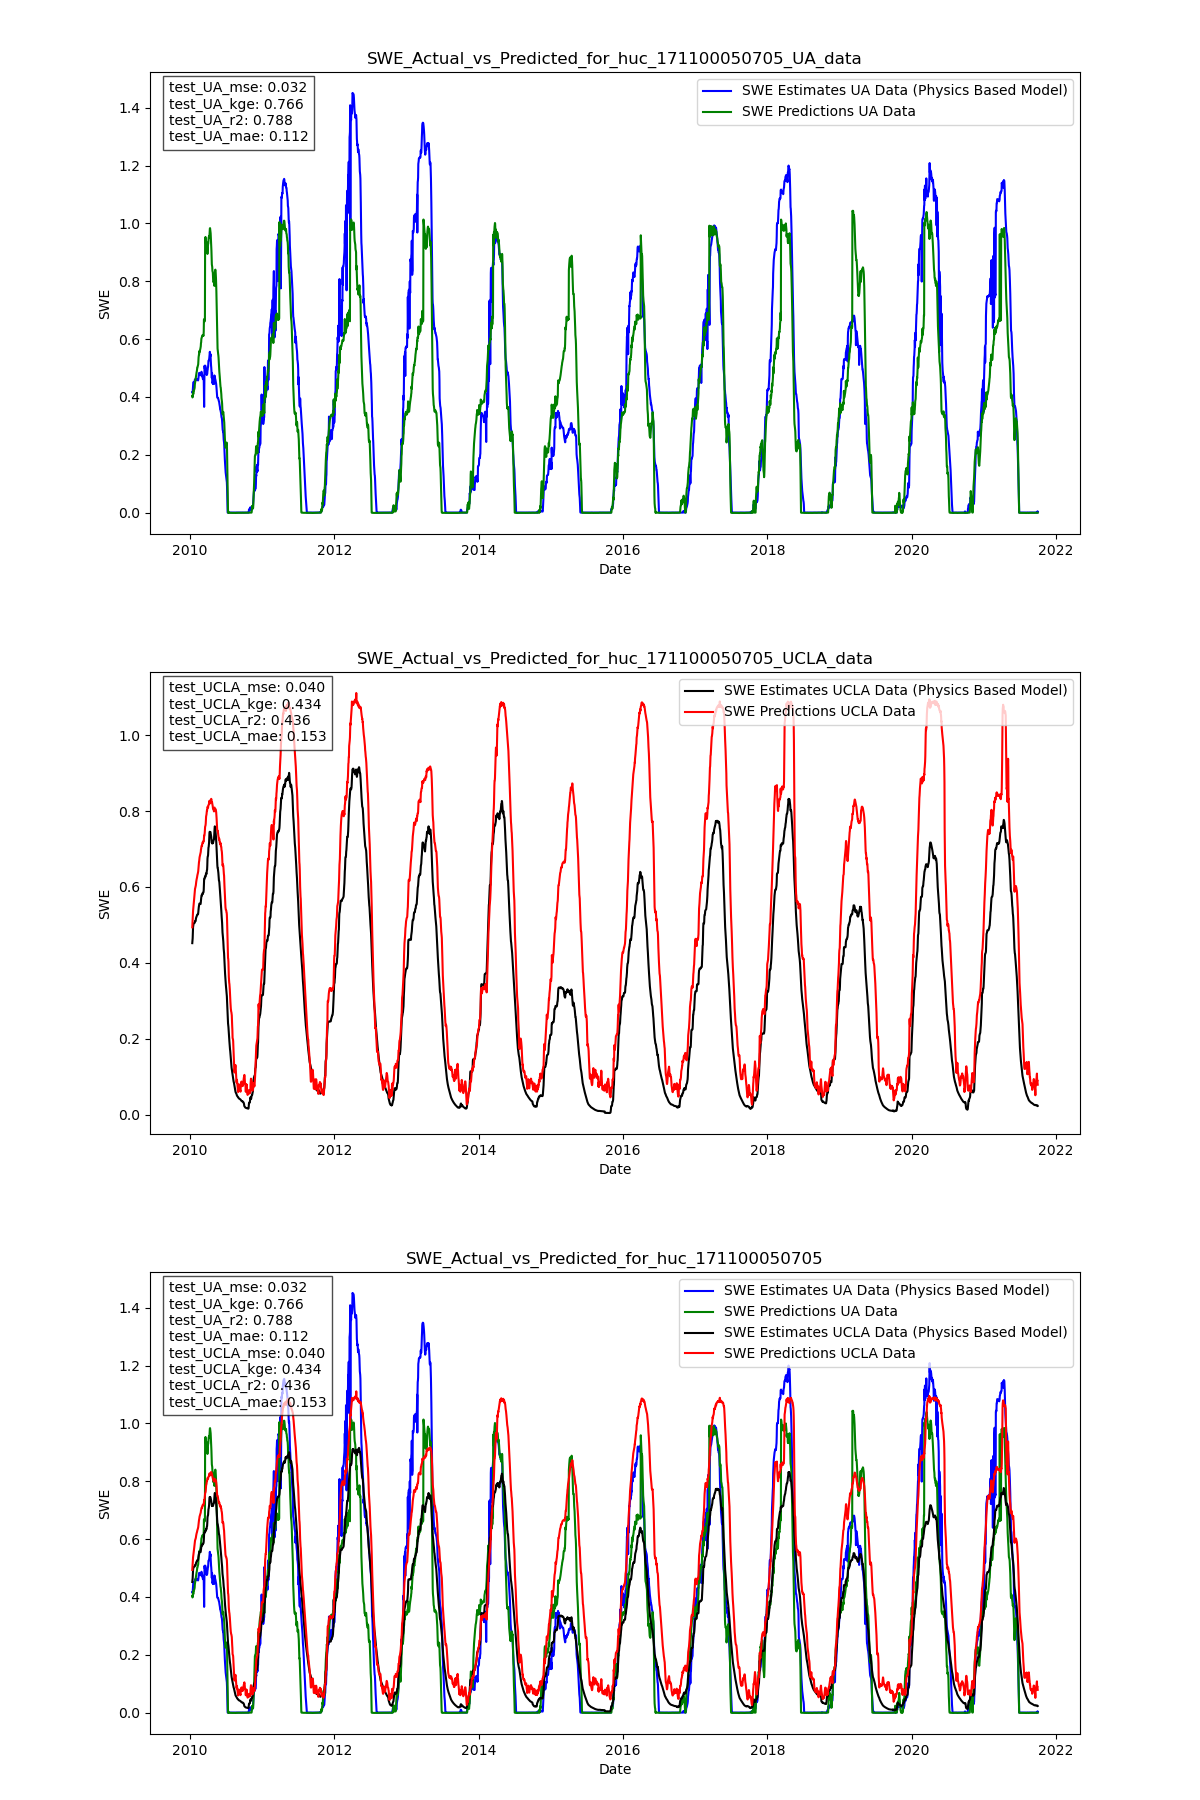 SWE_Actual_vs_Predicted_for_huc_171100050705_UA_data
test_UA_mse: 0.032
test_UA_kge: 0.766
test_UA_r2: 0.788
test_UA_mae: 0.112
SWE Estimates UA Data (Physics Based Model)
SWE Predictions UA Data
1.4
1.2
1.0
0.8
0.6
0.4
0.2
0.0
SWE
2010 2012 2014 2016 2018 2020 2022
Date
SWE_Actual_vs_Predicted_for_huc_171100050705_UCLA_data
test_UCLA_mse: 0.040
test_UCLA_kge: 0.434
test_UCLA_r2: 0.436
test_UCLA_mae: 0.153
SWE Estimates UCLA Data (Physics Based Model)
SWE Predictions UCLA Data
1.0
0.8
0.6
0.4
0.2
0.0
SWE
2010 2012 2014 2016 2018 2020 2022
Date
SWE_Actual_vs_Predicted_for_huc_171100050705
test_UA_mse: 0.032
test_UA_kge: 0.766
test_UA_r2: 0.788
test_UA_mae: 0.112
test_UCLA_mse: 0.040
test_UCLA_kge: 0.434
test_UCLA_r2: 0.436
test_UCLA_mae: 0.153
SWE Estimates UA Data (Physics Based Model)
SWE Predictions UA Data
SWE Estimates UCLA Data (Physics Based Model)
SWE Predictions UCLA Data
1.4
1.2
1.0
0.8
0.6
0.4
0.2
0.0
SWE
2010 2012 2014 2016 2018 2020 2022
Date